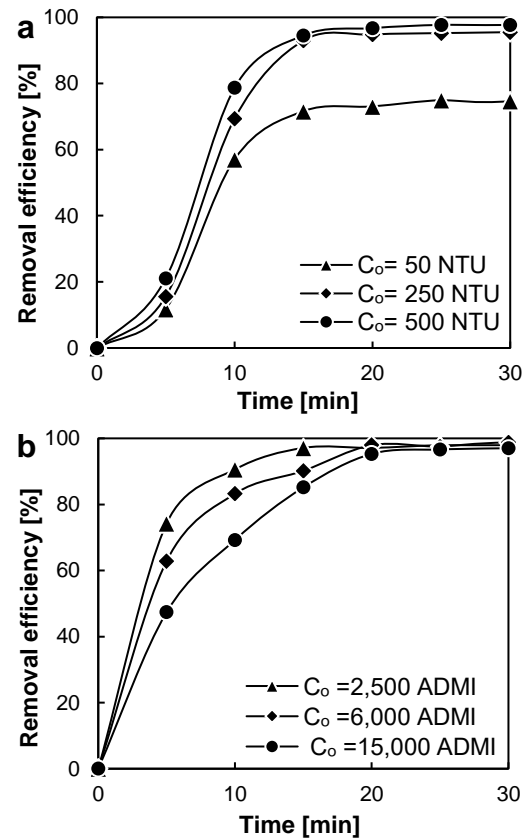 a
Removal efficiency [%]
100
80
60
40
20
0
C₀= 50 NTU
C₀= 250 NTU
C₀= 500 NTU
0 10 20 30
Time [min]
b
Removal efficiency [%]
100
80
60
40
20
0
C₀ =2,500 ADMI
C₀ =6,000 ADMI
C₀ =15,000 ADMI
0 10 20 30
Time [min]